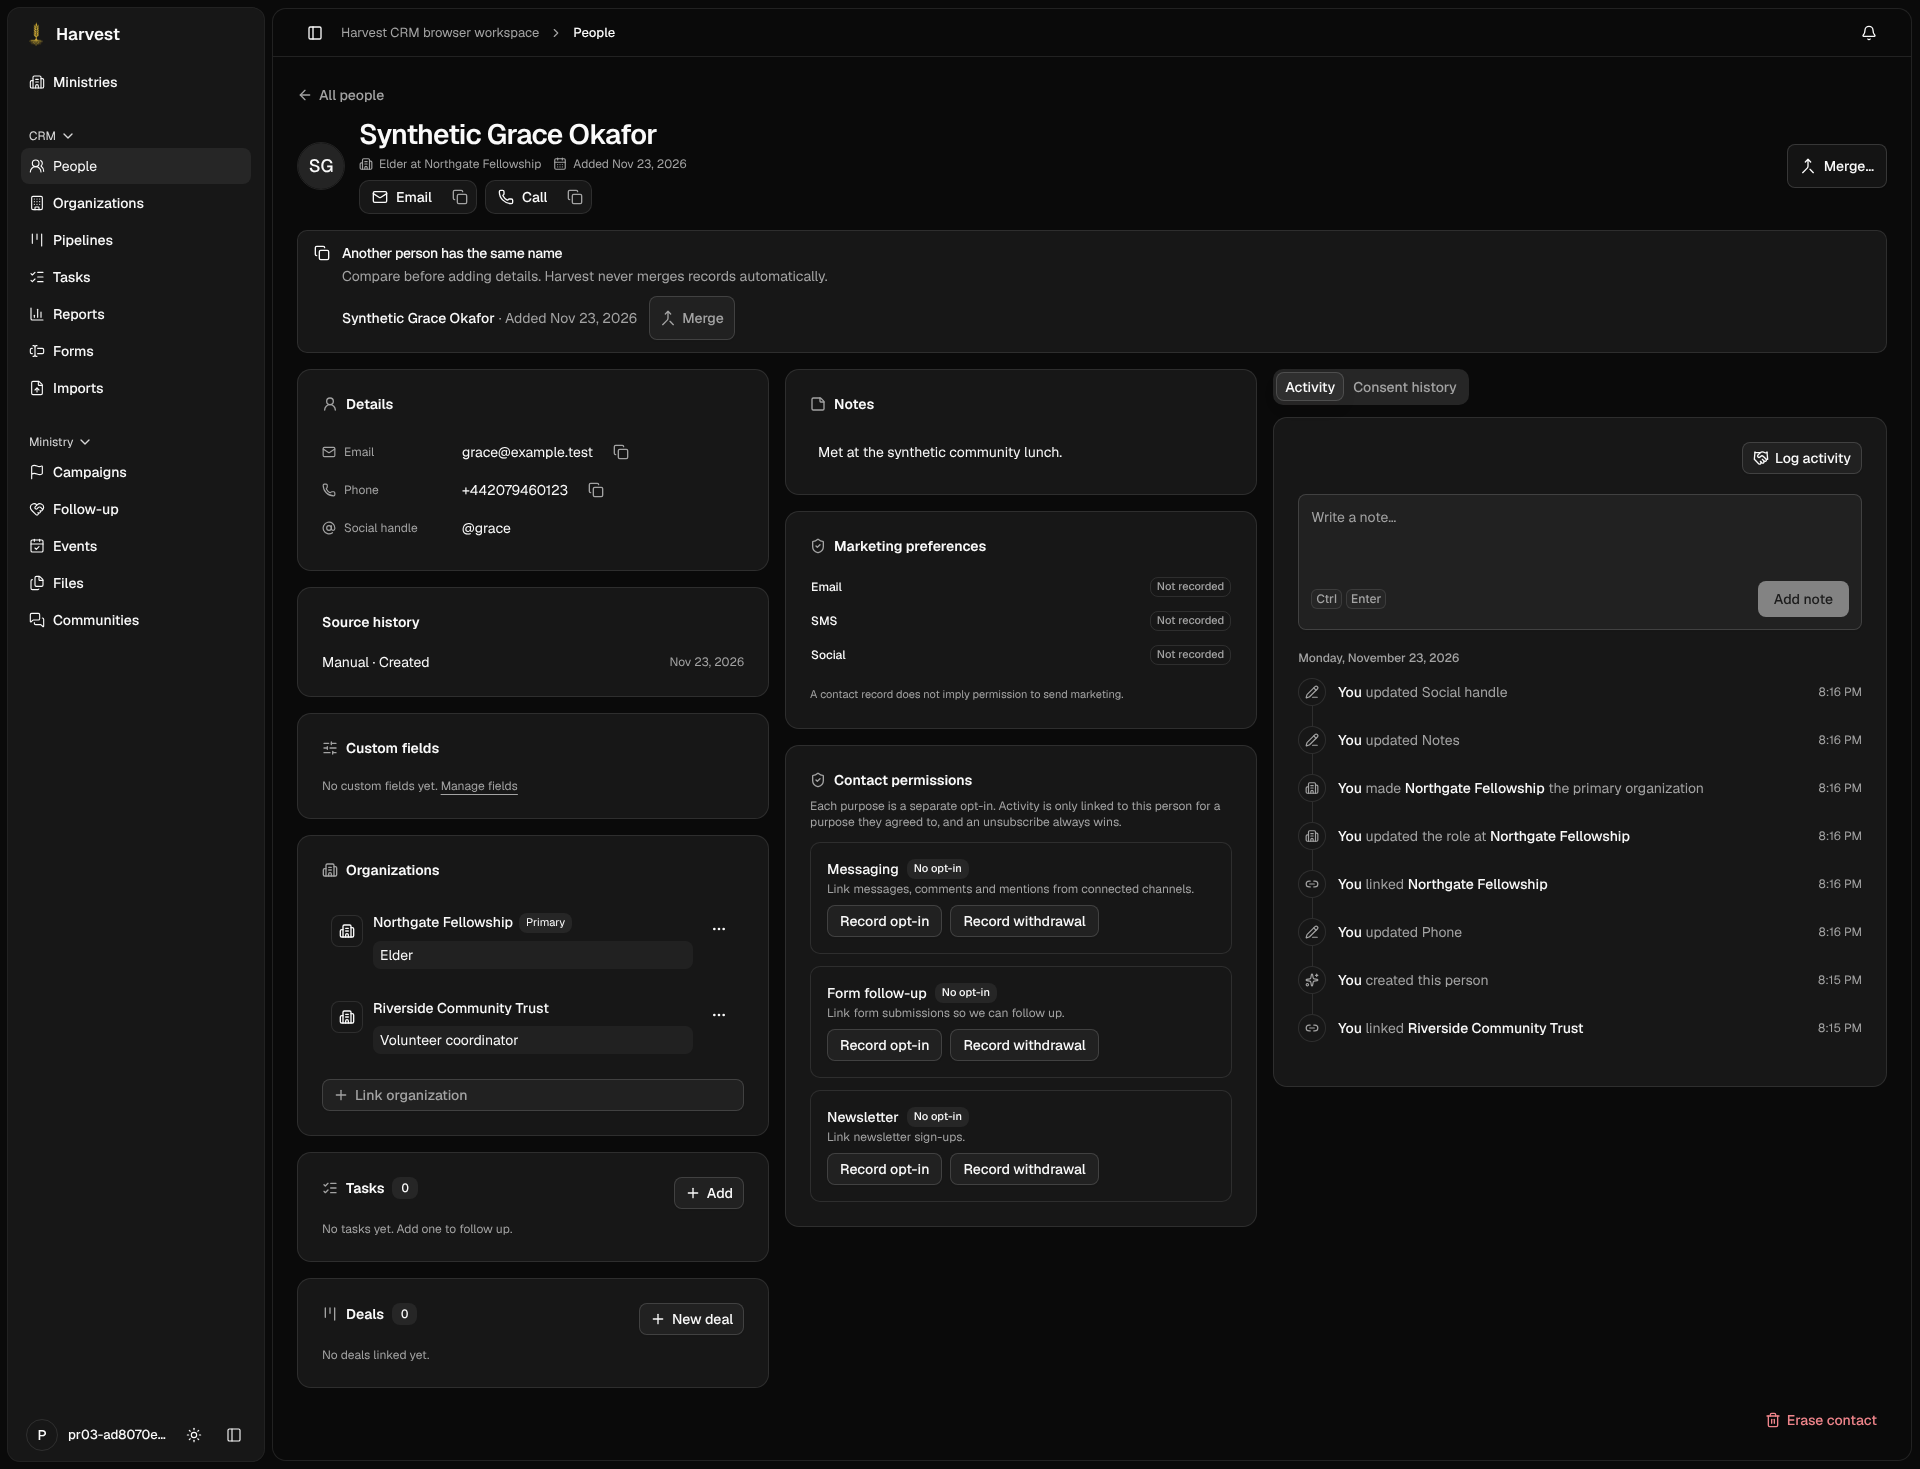 Harvest
Ministries
CRM
People
Organizations
Pipelines
Tasks
Reports
Forms
Imports
Ministry
Campaigns
Follow-up
Events
Files
Communities
P pr03-ad8070e...
Harvest CRM browser workspace > People
All people
SG
Synthetic Grace Okafor
Elder at Northgate Fellowship Added Nov 23, 2026
Email Call
Merge...
Another person has the same name
Compare before adding details. Harvest never merges records automatically.
Synthetic Grace Okafor · Added Nov 23, 2026 Merge
Details
Email grace@example.test
Phone +442079460123
Social handle @grace
Source history
Manual · Created Nov 23, 2026
Custom fields
No custom fields yet. Manage fields
Organizations
Northgate Fellowship Primary
Elder
Riverside Community Trust
Volunteer coordinator
+ Link organization
Tasks 0
+ Add
No tasks yet. Add one to follow up.
Deals 0
+ New deal
No deals linked yet.
Notes
Met at the synthetic community lunch.
Marketing preferences
Email Not recorded
SMS Not recorded
Social Not recorded
A contact record does not imply permission to send marketing.
Contact permissions
Each purpose is a separate opt-in. Activity is only linked to this person for a
purpose they agreed to, and an unsubscribe always wins.
Messaging No opt-in
Link messages, comments and mentions from connected channels.
Record opt-in Record withdrawal
Form follow-up No opt-in
Link form submissions so we can follow up.
Record opt-in Record withdrawal
Newsletter No opt-in
Link newsletter sign-ups.
Record opt-in Record withdrawal
Activity Consent history
Log activity
Write a note...
Ctrl Enter
Add note
Monday, November 23, 2026
You updated Social handle 8:16 PM
You updated Notes 8:16 PM
You made Northgate Fellowship the primary organization 8:16 PM
You updated the role at Northgate Fellowship 8:16 PM
You linked Northgate Fellowship 8:16 PM
You updated Phone 8:16 PM
You created this person 8:15 PM
You linked Riverside Community Trust 8:15 PM
Erase contact